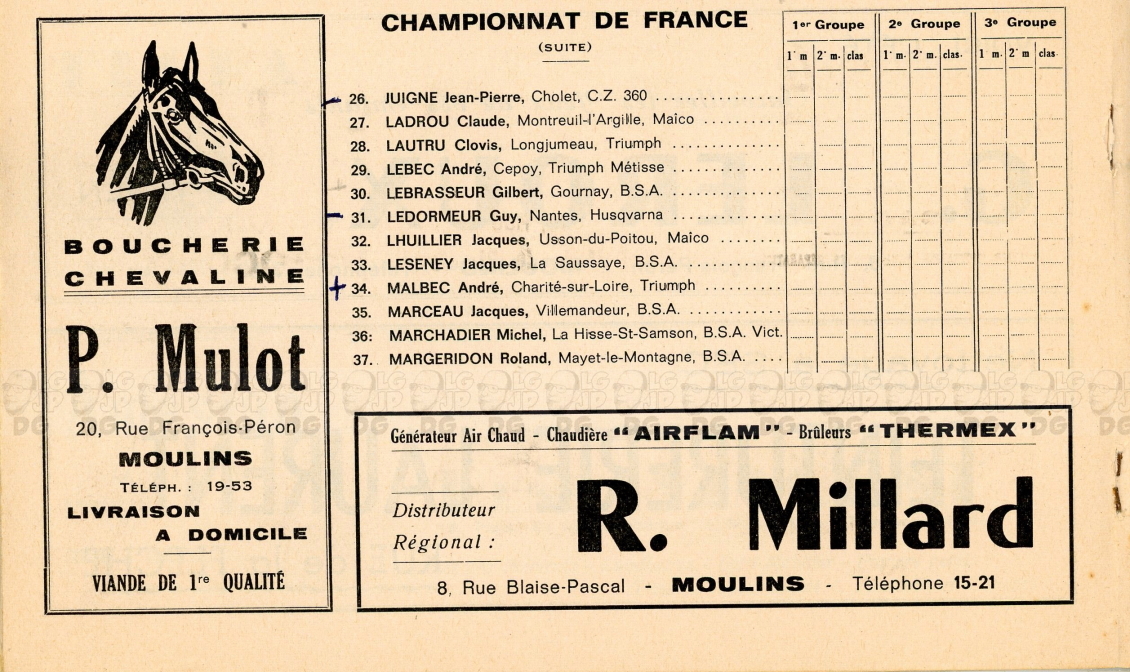 BOUCHERIE
CHEVALINE
P. Mulot
20, Rue François-Péron
MOULINS
TÉLÉPH. : 19-53
LIVRAISON
A DOMICILE
VIANDE DE 1re QUALITÉ
CHAMPIONNAT DE FRANCE
(SUITE)
1er Groupe 2e Groupe 3e Groupe
1r m 2r m. clas 1r m. 2r m. clas. 1r m. 2r m clas.
26. JUIGNE Jean-Pierre, Cholet, C.Z. 360
27. LADROU Claude, Montreuil-l'Argille, Maïco
28. LAUTRU Clovis, Longjumeau, Triumph
29. LEBEC André, Cepoy, Triumph Métisse
30. LEBRASSEUR Gilbert, Gournay, B.S.A.
31. LEDORMEUR Guy, Nantes, Husqvarna
32. LHUILLIER Jacques, Usson-du-Poitou, Maïco
33. LESENEY Jacques, La Saussaye, B.S.A.
34. MALBEC André, Charité-sur-Loire, Triumph
35. MARCEAU Jacques, Villemandeur, B.S.A.
36: MARCHADIER Michel, La Hisse-St-Samson, B.S.A. Vict.
37. MARGERIDON Roland, Mayet-le-Montagne, B.S.A.
Générateur Air Chaud - Chaudière "AIRFLAM" - Brûleurs "THERMEX"
Distributeur
Régional :
R. Millard
8, Rue Blaise-Pascal - MOULINS - Téléphone 15-21